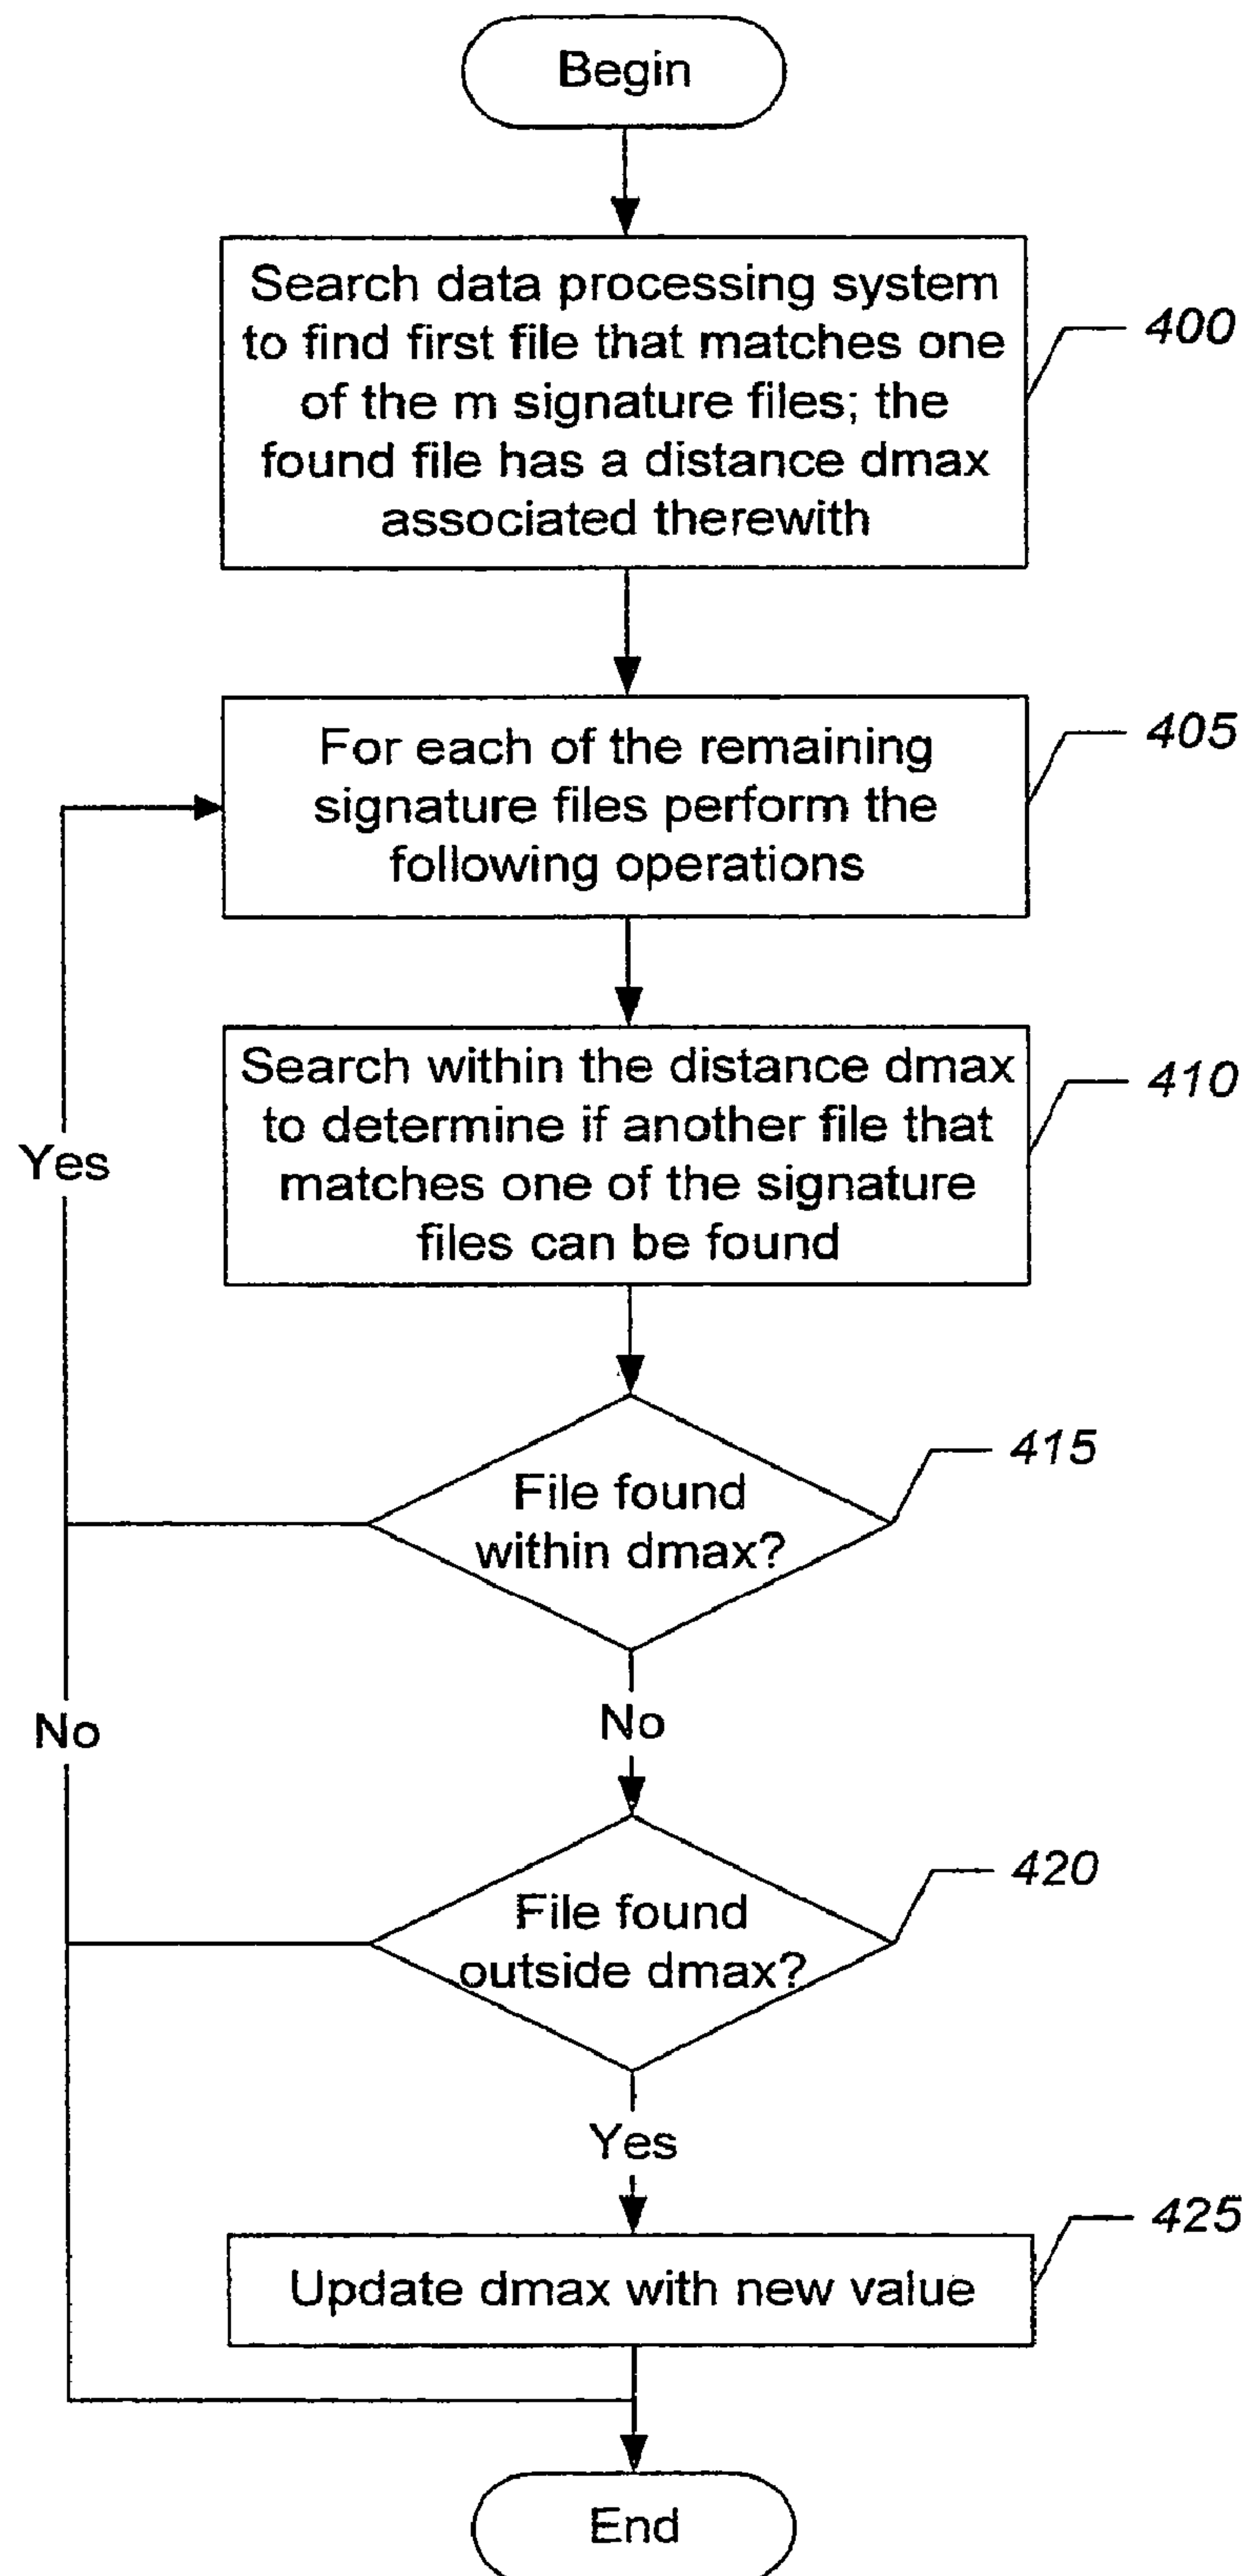 Begin
Search data processing system
to find first file that matches one
of the m signature files; the
found file has a distance dmax
associated therewith
400
For each of the remaining
signature files perform the
following operations
405
Search within the distance dmax
to determine if another file that
matches one of the signature
files can be found
410
Yes
File found
within dmax?
415
No
No
File found
outside dmax?
420
Yes
Update dmax with new value
425
End